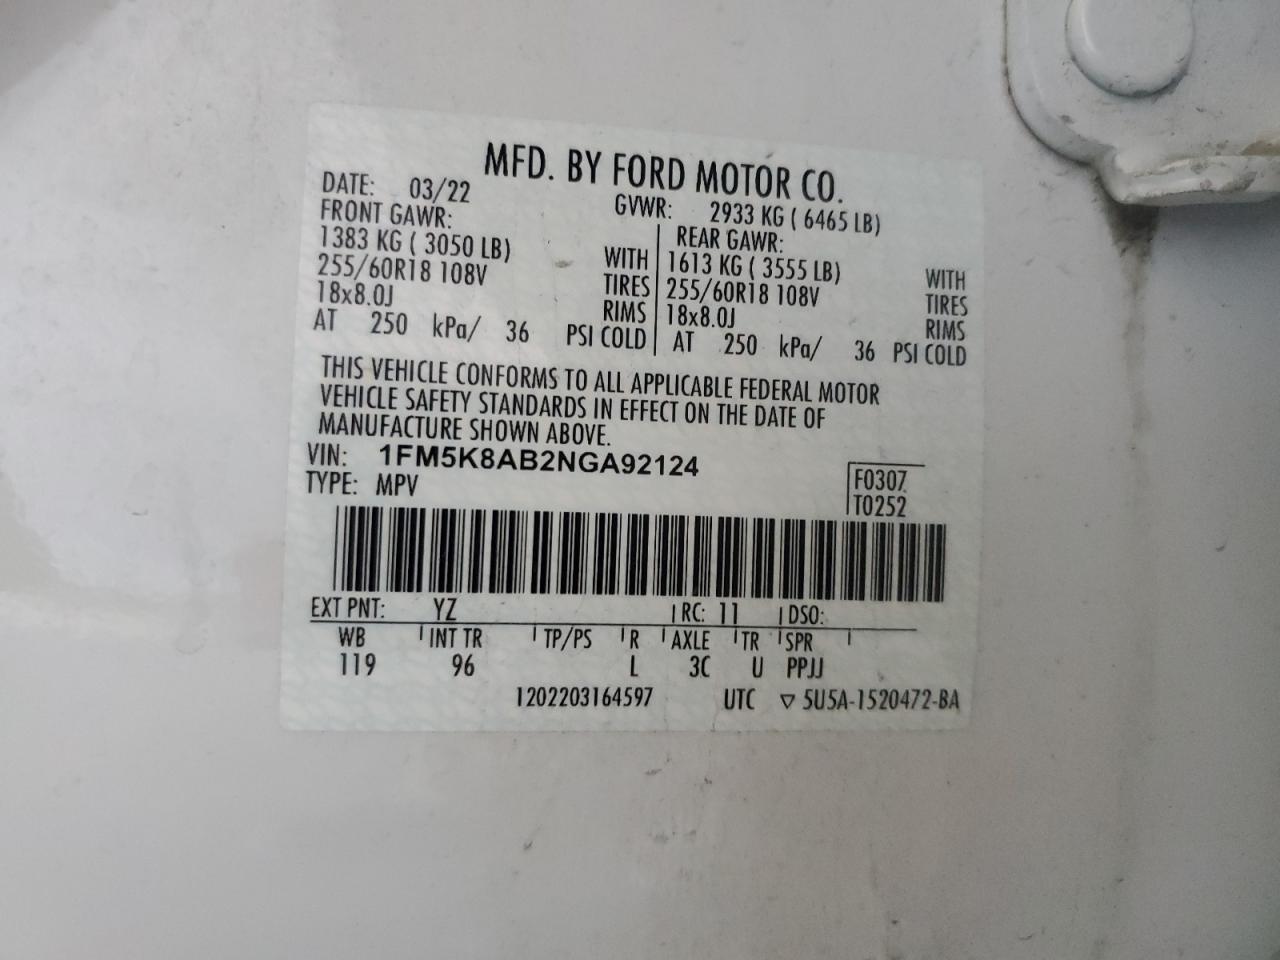 MFD. BY FORD MOTOR CO.
DATE: 03/22 GVWR: 2933 KG ( 6465 LB)
FRONT GAWR: REAR GAWR:
1383 KG ( 3050 LB) WITH 1613 KG ( 3555 LB) WITH
255/60R18 108V TIRES 255/60R18 108V TIRES
18x8.0J RIMS 18x8.0J RIMS
AT 250 kPa/ 36 PSI COLD AT 250 kPa/ 36 PSI COLD
THIS VEHICLE CONFORMS TO ALL APPLICABLE FEDERAL MOTOR
VEHICLE SAFETY STANDARDS IN EFFECT ON THE DATE OF
MANUFACTURE SHOWN ABOVE.
VIN: 1FM5K8AB2NGA92124
TYPE: MPV
F0307
T0252
EXT PNT: YZ RC: 11 DSO:
WB INT TR TP/PS R AXLE TR SPR
119 96 L 3C U PPJJ
1202203164597 UTC ▽ 5U5A-1520472-BA